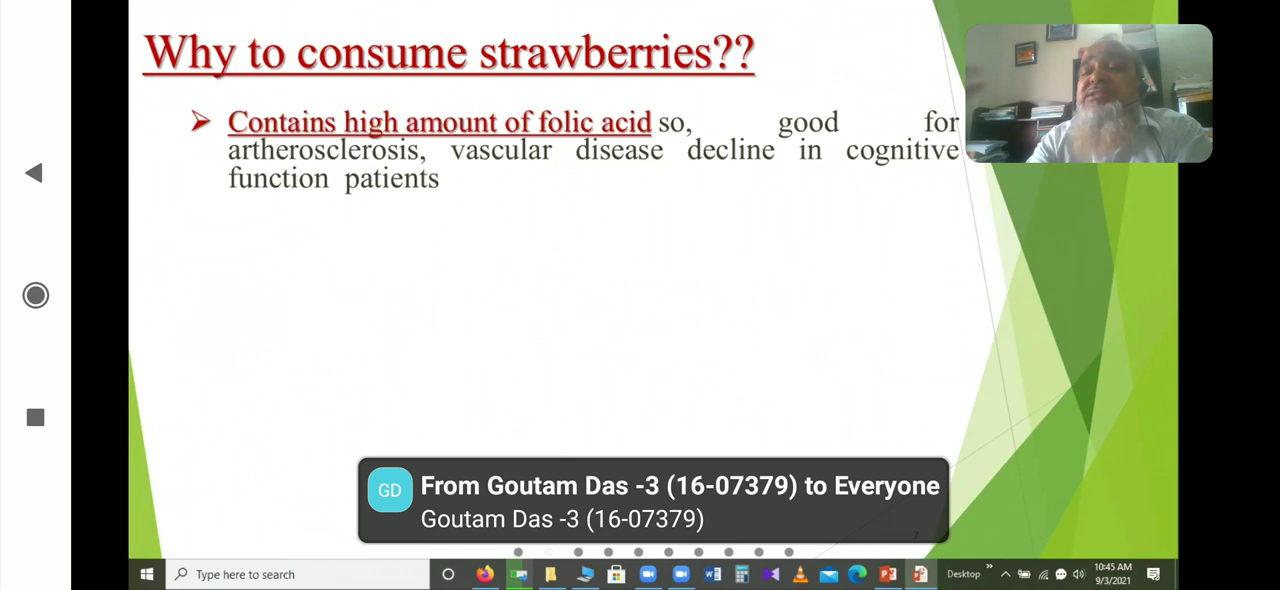 Why to consume strawberries??
➢ Contains high amount of folic acid so, good for
artherosclerosis, vascular disease decline in cognitive
function patients
GD
From Goutam Das -3 (16-07379) to Everyone
Goutam Das -3 (16-07379)
7
Type here to search
Desktop
10:45 AM
9/3/2021